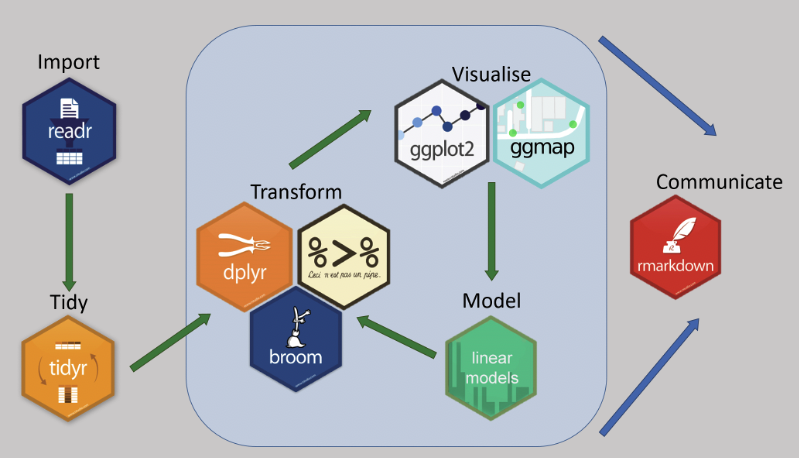 Import
readr
Tidy
tidyr
Transform
dplyr
%>%
Ceci n'est pas un pipe.
broom
Visualise
ggplot2
ggmap
Model
linear
models
Communicate
rmarkdown